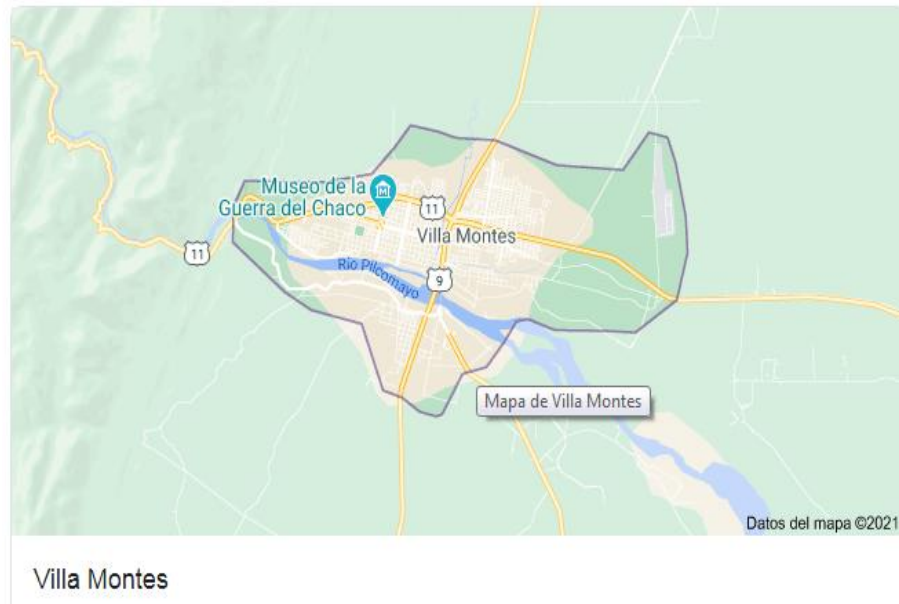 Museo de la
Guerra del Chaco
M
11
Villa Montes
11
Rio Pilcomayo
9
Mapa de Villa Montes
Datos del mapa ©2021
Villa Montes